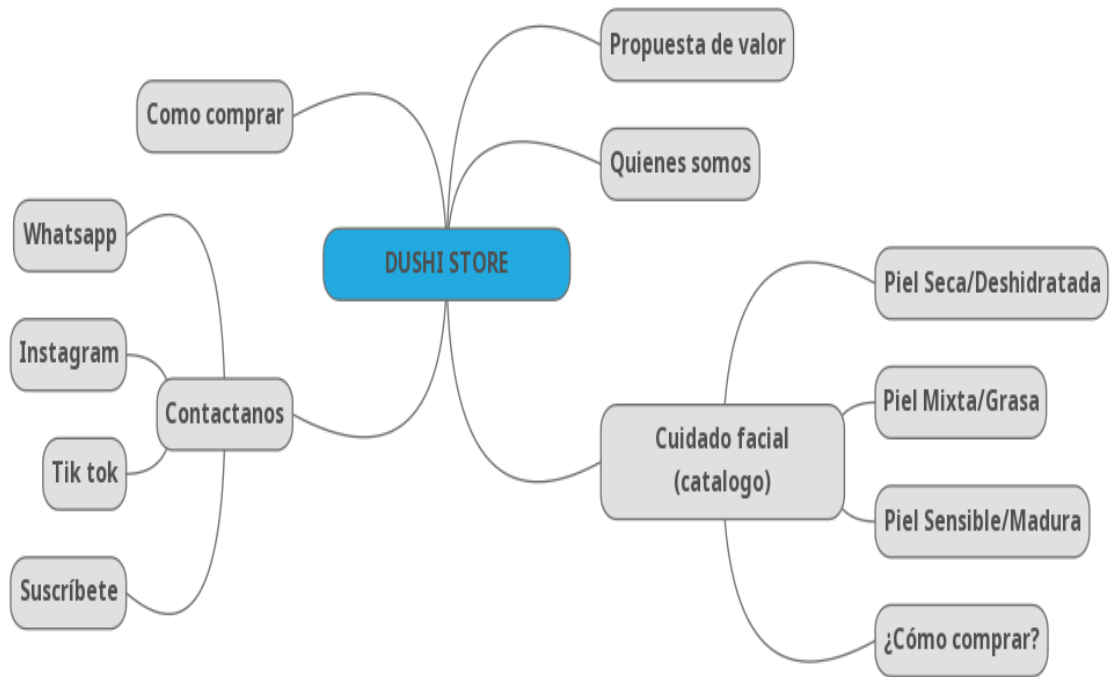 Propuesta de valor
Como comprar
Quienes somos
Whatsapp
DUSHI STORE
Piel Seca/Deshidratada
Instagram
Contactanos
Piel Mixta/Grasa
Cuidado facial
(catalogo)
Tik tok
Piel Sensible/Madura
Suscríbete
¿Cómo comprar?